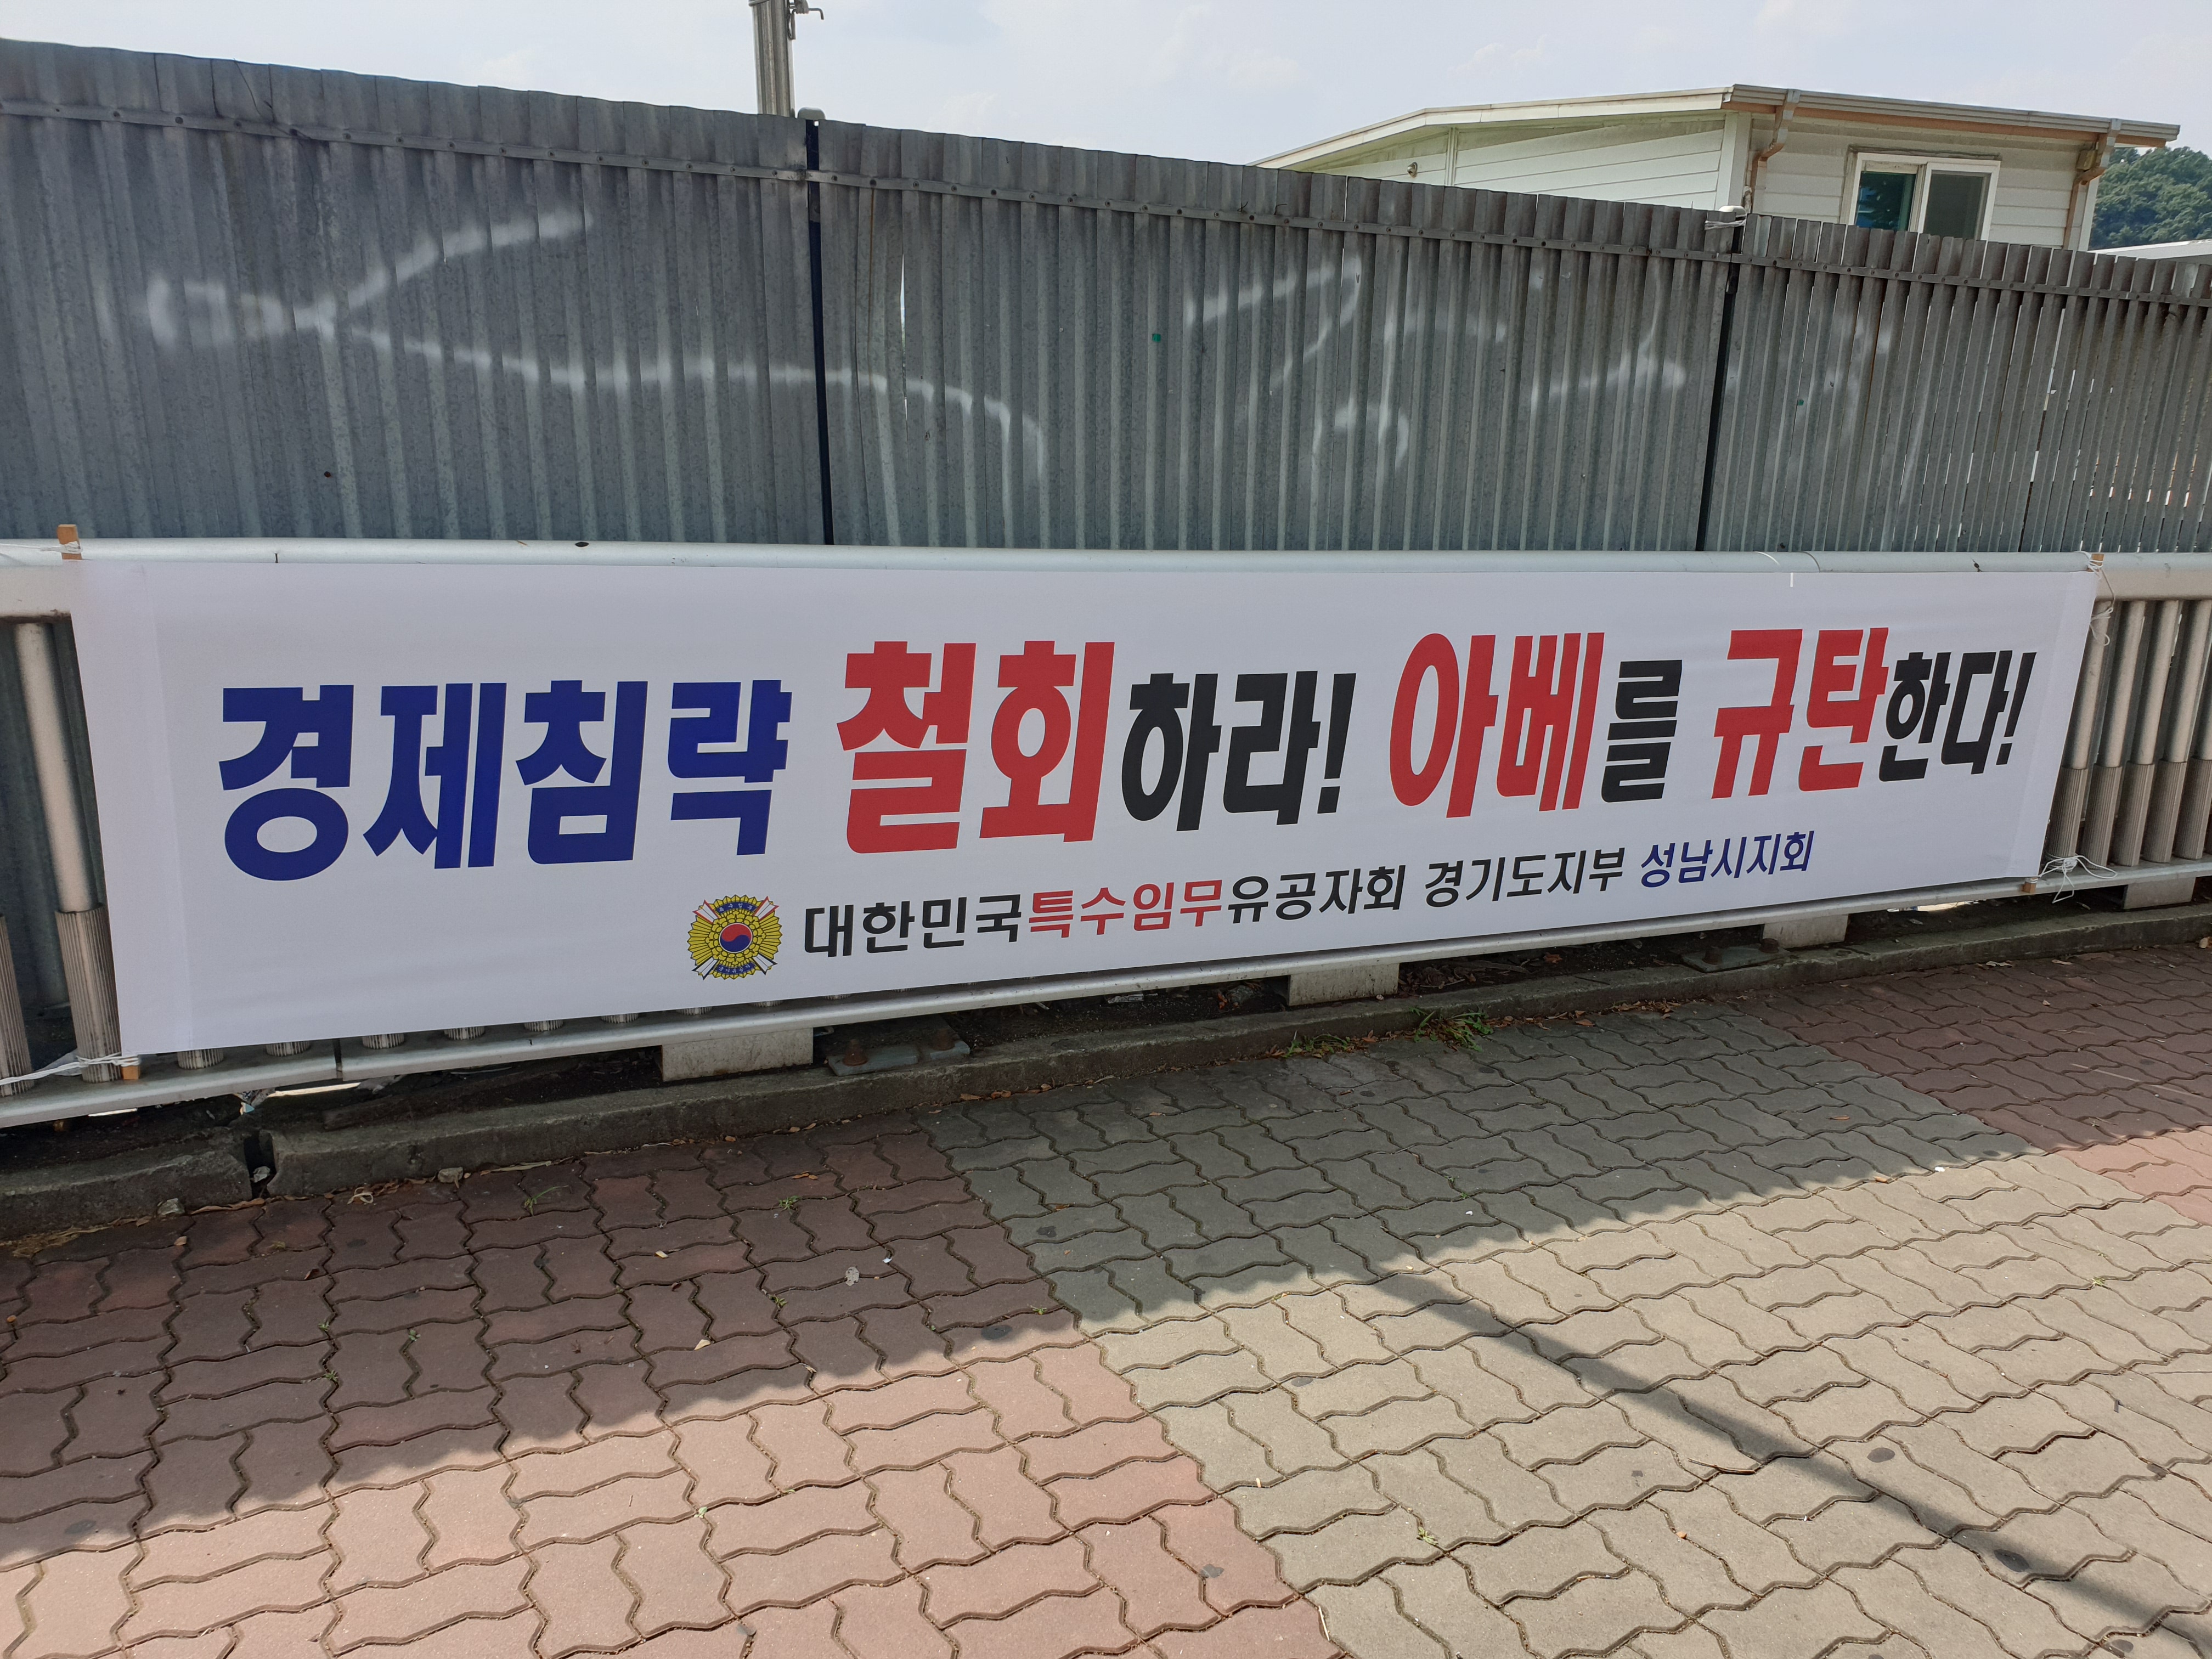 경제침략 철회하라! 아베를 규탄한다!
대한민국특수임무유공자회 경기도지부 성남시지회